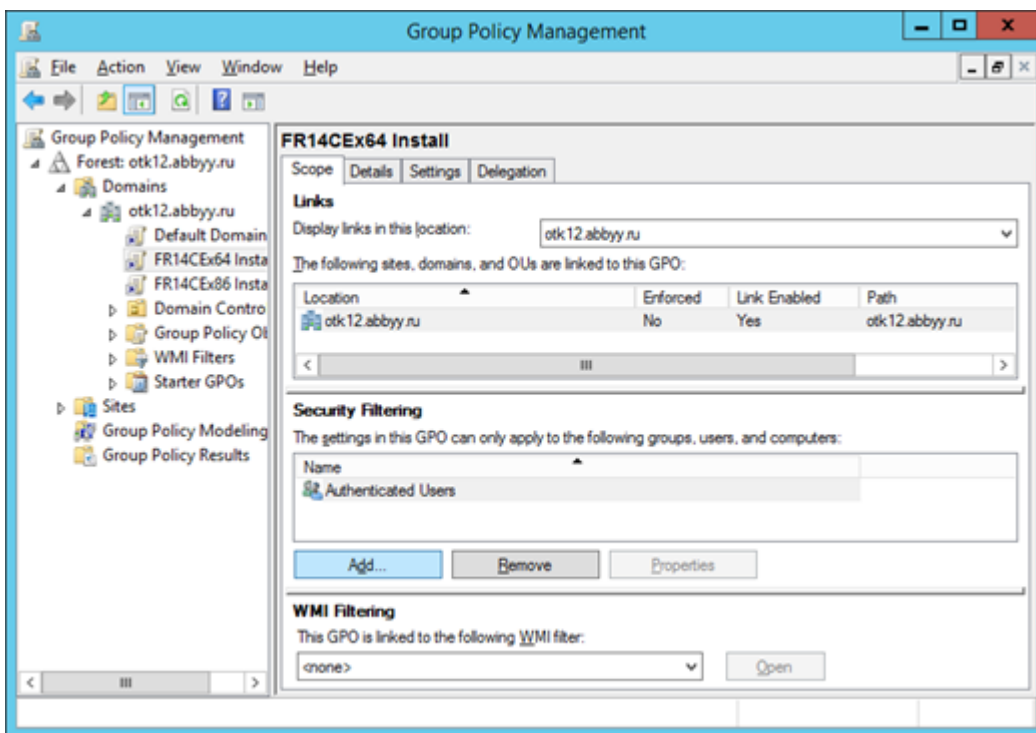 Group Policy Management
File Action View Window Help
Group Policy Management
Forest: otk12.abbyy.ru
Domains
otk12.abbyy.ru
Default Domain
FR14CEx64 Insta
FR14CEx86 Insta
Domain Contro
Group Policy Ol
WMI Filters
Starter GPOs
Sites
Group Policy Modeling
Group Policy Results
FR14CEx64 Install
Scope Details Settings Delegation
Links
Display links in this location: otk12.abbyy.ru
The following sites, domains, and OUs are linked to this GPO:
Location Enforced Link Enabled Path
otk12.abbyy.ru No Yes otk12.abbyy.ru
Security Filtering
The settings in this GPO can only apply to the following groups, users, and computers:
Name
Authenticated Users
Add... Remove Properties
WMI Filtering
This GPO is linked to the following WMI filter:
<none> Open